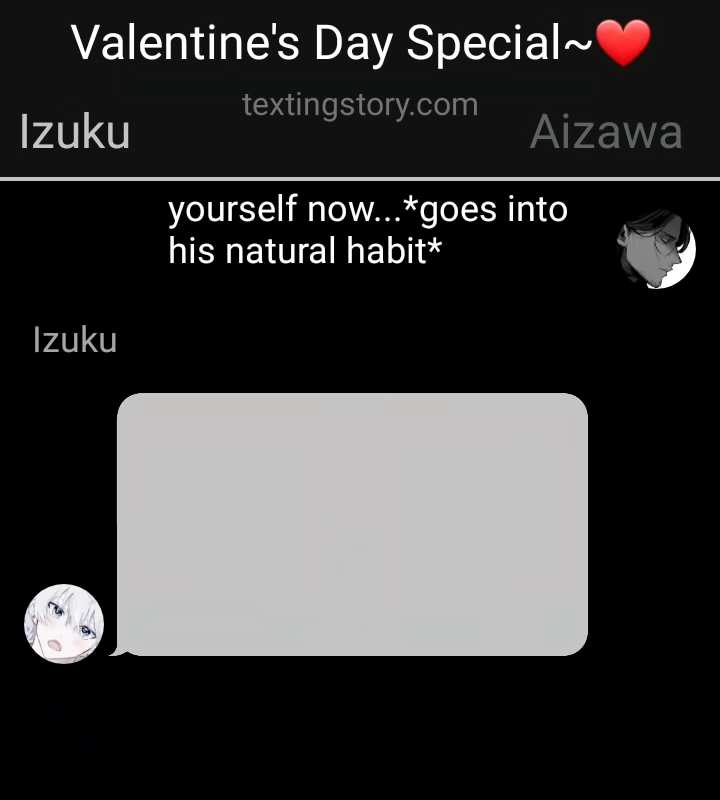 Valentine's Day Special~❤️
textingstory.com
Izuku Aizawa
yourself now...*goes into
his natural habit*
Izuku